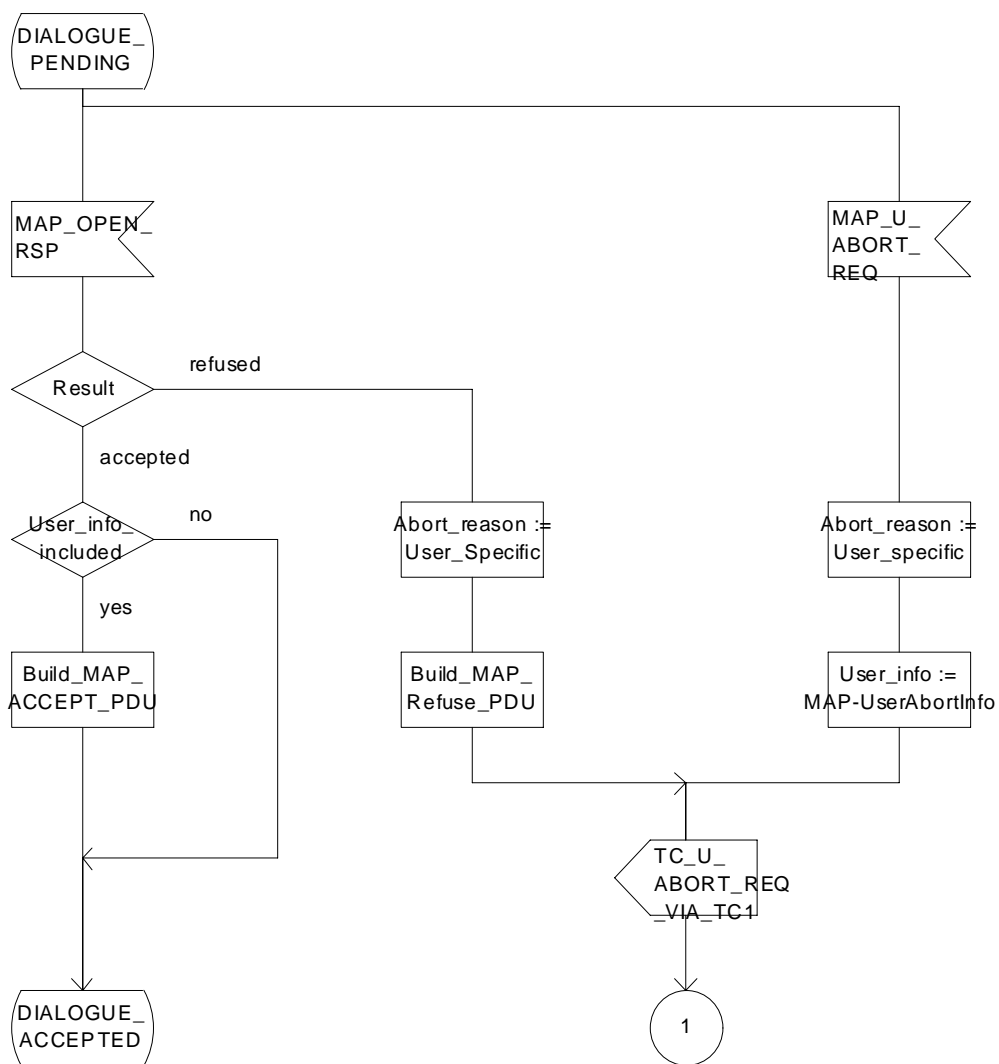 DIALOGUE_
PENDING
MAP_OPEN_
RSP
MAP_U_
ABORT_
REQ
Result
refused
accepted
User_info_
included
no
yes
Abort_reason :=
User_Specific
Abort_reason :=
User_specific
Build_MAP_
ACCEPT_PDU
Build_MAP_
Refuse_PDU
User_info :=
MAP-UserAbortInfo
TC_U_
ABORT_REQ
_VIA_TC1
DIALOGUE_
ACCEPTED
1